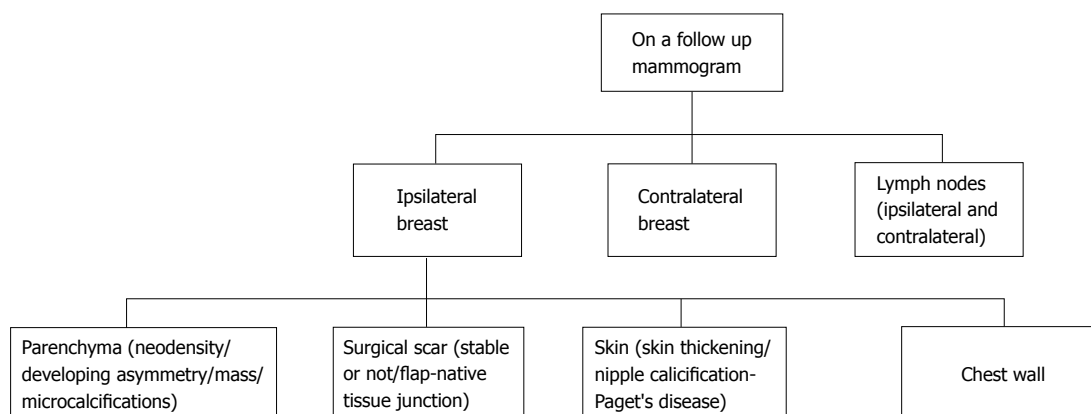 On a follow up
mammogram
Ipsilateral
breast
Contralateral
breast
Lymph nodes
(ipsilateral and
contralateral)
Parenchyma (neodensity/
developing asymmetry/mass/
microcalcifications)
Surgical scar (stable
or not/flap-native
tissue junction)
Skin (skin thickening/
nipple calicification-
Paget's disease)
Chest wall